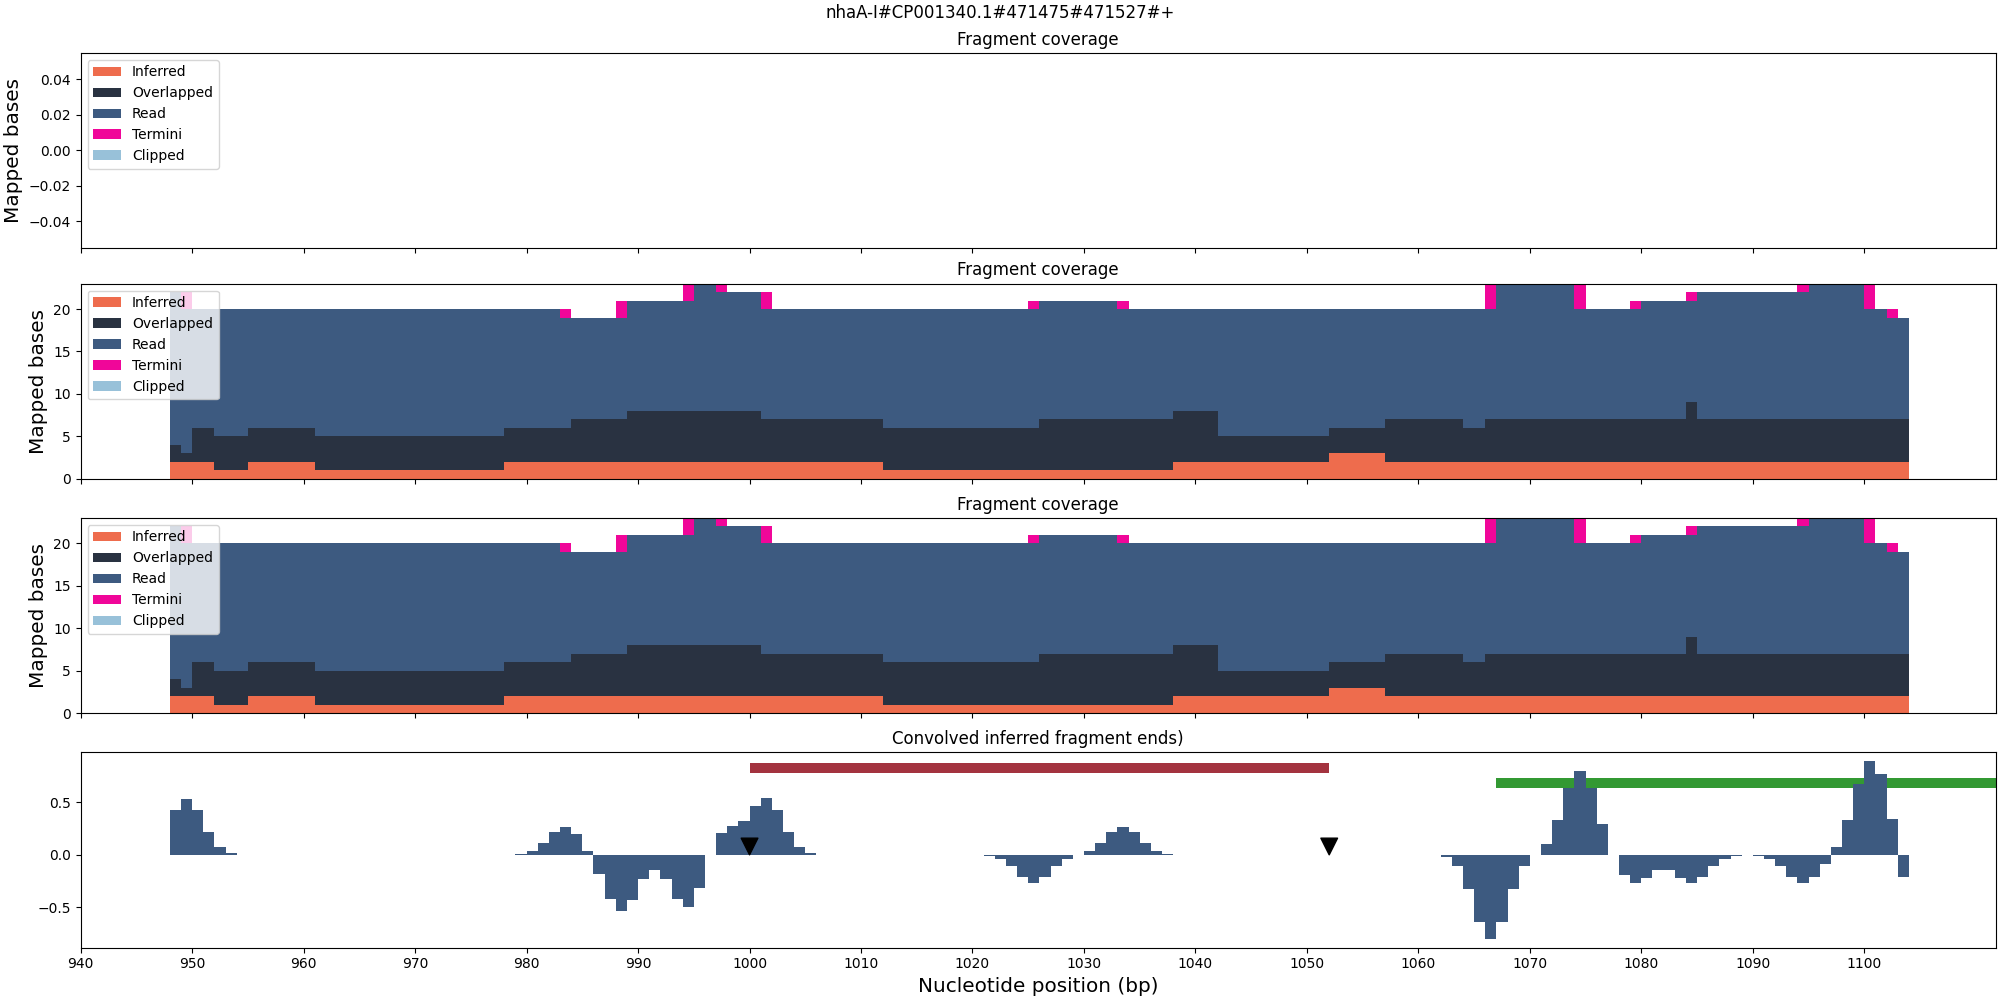 nhaA-I#CP001340.1#471475#471527#+
Fragment coverage
Mapped bases
0.04
0.02
0.00
−0.02
−0.04
Inferred
Overlapped
Read
Termini
Clipped
Fragment coverage
Mapped bases
20
15
10
5
0
Inferred
Overlapped
Read
Termini
Clipped
Fragment coverage
Mapped bases
20
15
10
5
0
Inferred
Overlapped
Read
Termini
Clipped
Convolved inferred fragment ends)
0.5
0.0
−0.5
940 950 960 970 980 990 1000 1010 1020 1030 1040 1050 1060 1070 1080 1090 1100
Nucleotide position (bp)